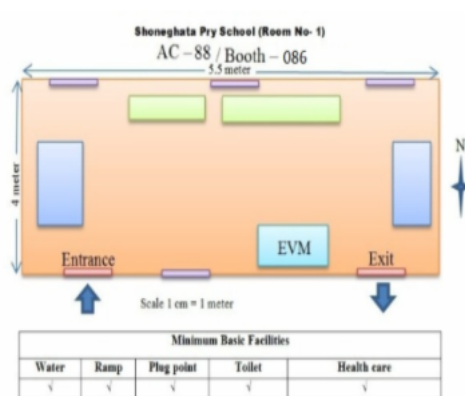 Shoneghata Pry School (Room No- 1)
AC – 88 / Booth – 086
5.5 meter
4 meter
N
EVM
Entrance
Exit
Scale 1 cm = 1 meter
Minimum Basic Facilities
Water Ramp Plug point Toilet Health care
√ √ √ √ √